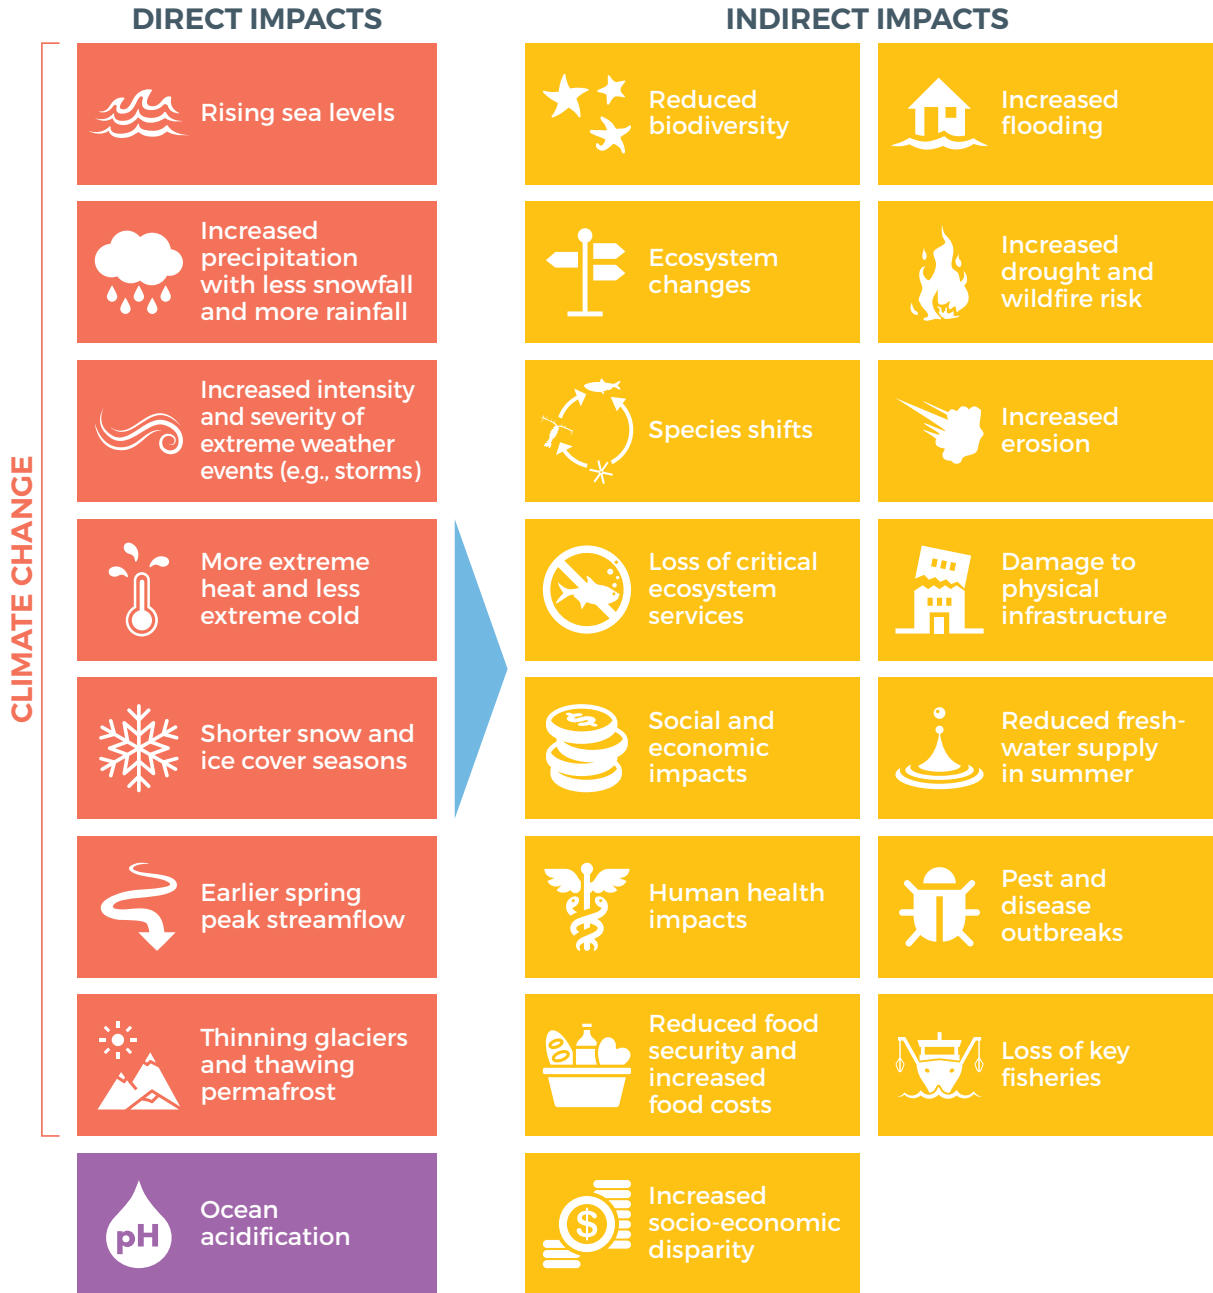 DIRECT IMPACTS
INDIRECT IMPACTS
CLIMATE CHANGE
Rising sea levels
Increased
precipitation
with less snowfall
and more rainfall
Increased intensity
and severity of
extreme weather
events (e.g., storms)
More extreme
heat and less
extreme cold
Shorter snow and
ice cover seasons
Earlier spring
peak streamflow
Thinning glaciers
and thawing
permafrost
pH
Ocean
acidification
Reduced
biodiversity
Ecosystem
changes
Species shifts
Loss of critical
ecosystem
services
$
Social and
economic
impacts
Human health
impacts
Reduced food
security and
increased
food costs
$
Increased
socio-economic
disparity
Increased
flooding
Increased
drought and
wildfire risk
Increased
erosion
Damage to
physical
infrastructure
Reduced fresh-
water supply
in summer
Pest and
disease
outbreaks
Loss of key
fisheries